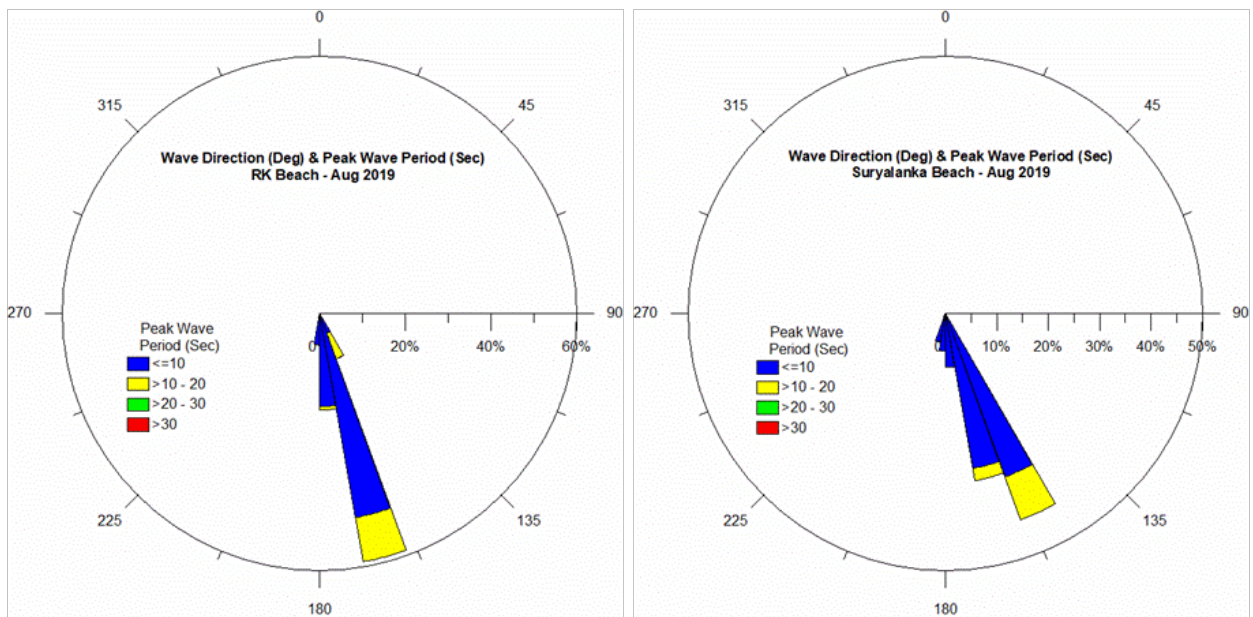 0
315
45
Wave Direction (Deg) & Peak Wave Period (Sec)
RK Beach - Aug 2019
270
90
0
20%
40%
60%
Peak Wave
Period (Sec)
<=10
>10 - 20
>20 - 30
>30
225
135
180
0
315
45
Wave Direction (Deg) & Peak Wave Period (Sec)
Suryalanka Beach - Aug 2019
270
90
0
10%
20%
30%
40%
50%
Peak Wave
Period (Sec)
<=10
>10 - 20
>20 - 30
>30
225
135
180